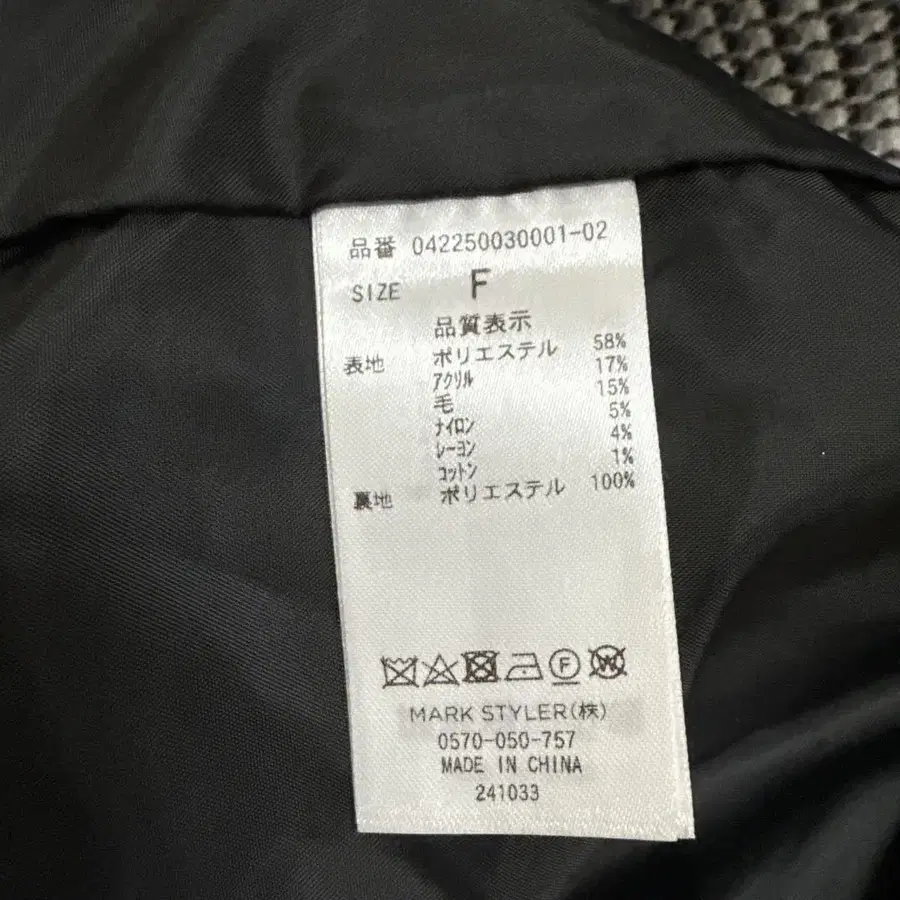 品番 042250030001-02
SIZE F
品質表示
表地 ポリエステル 58%
アクリル 17%
毛 15%
ナイロン 5%
レーヨン 4%
コットン 1%
裏地 ポリエステル 100%
F W
MARK STYLER(株)
0570-050-757
MADE IN CHINA
241033